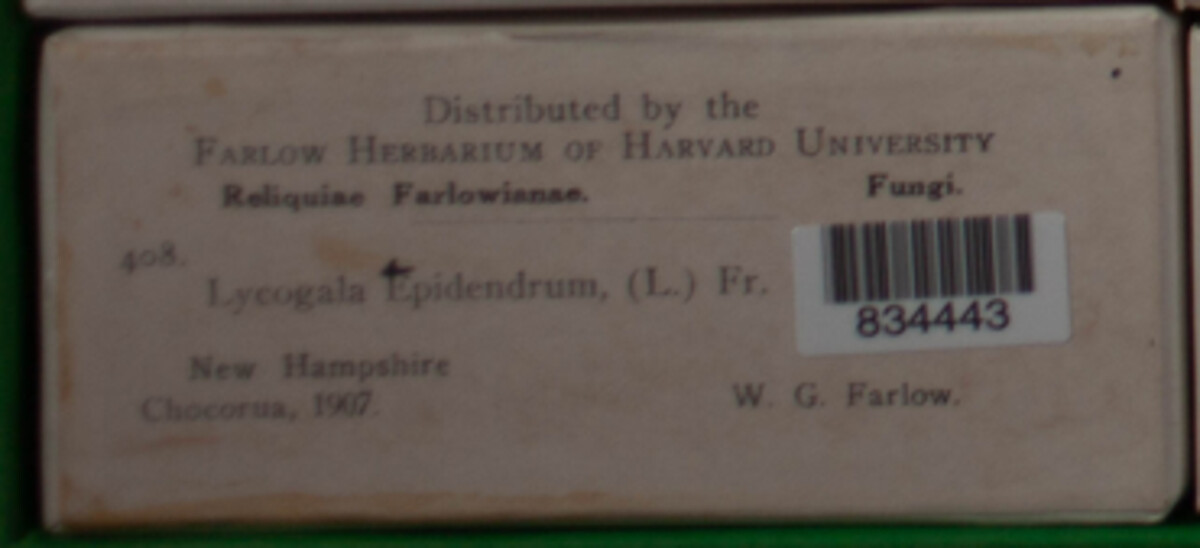 Distributed by the
FARLOW HERBARIUM OF HARVARD UNIVERSITY
Reliquiae Farlowianae. Fungi.
408.
Lycogala Epidendrum, (L.) Fr.
834443
New Hampshire
Chocorua, 1907.
W. G. Farlow.